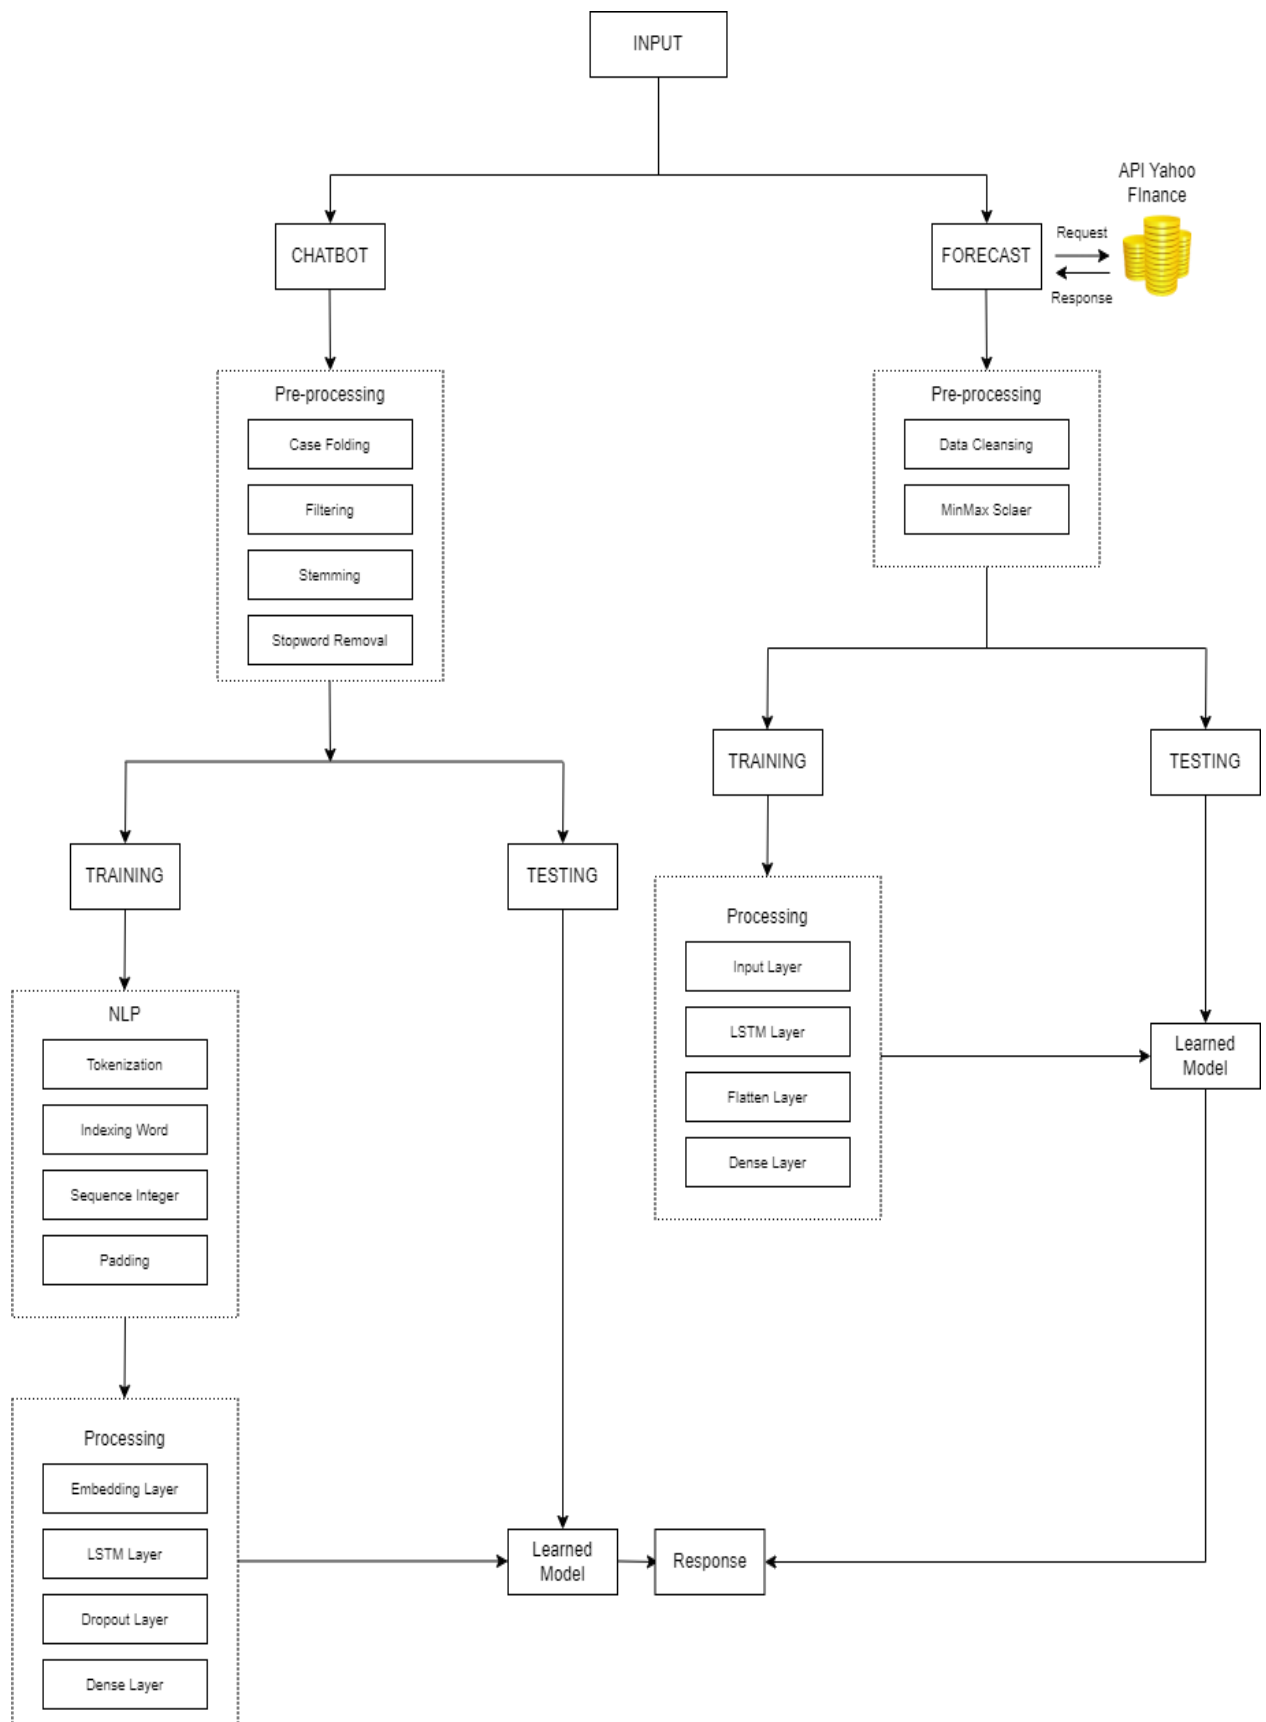 INPUT
API Yahoo
FInance
CHATBOT
FORECAST
Request
Response
Pre-processing
Case Folding
Filtering
Stemming
Stopword Removal
Pre-processing
Data Cleansing
MinMax Sclaer
TRAINING
TESTING
TRAINING
TESTING
NLP
Tokenization
Indexing Word
Sequence Integer
Padding
Processing
Input Layer
LSTM Layer
Flatten Layer
Dense Layer
Learned
Model
Processing
Embedding Layer
LSTM Layer
Dropout Layer
Dense Layer
Learned
Model
Response